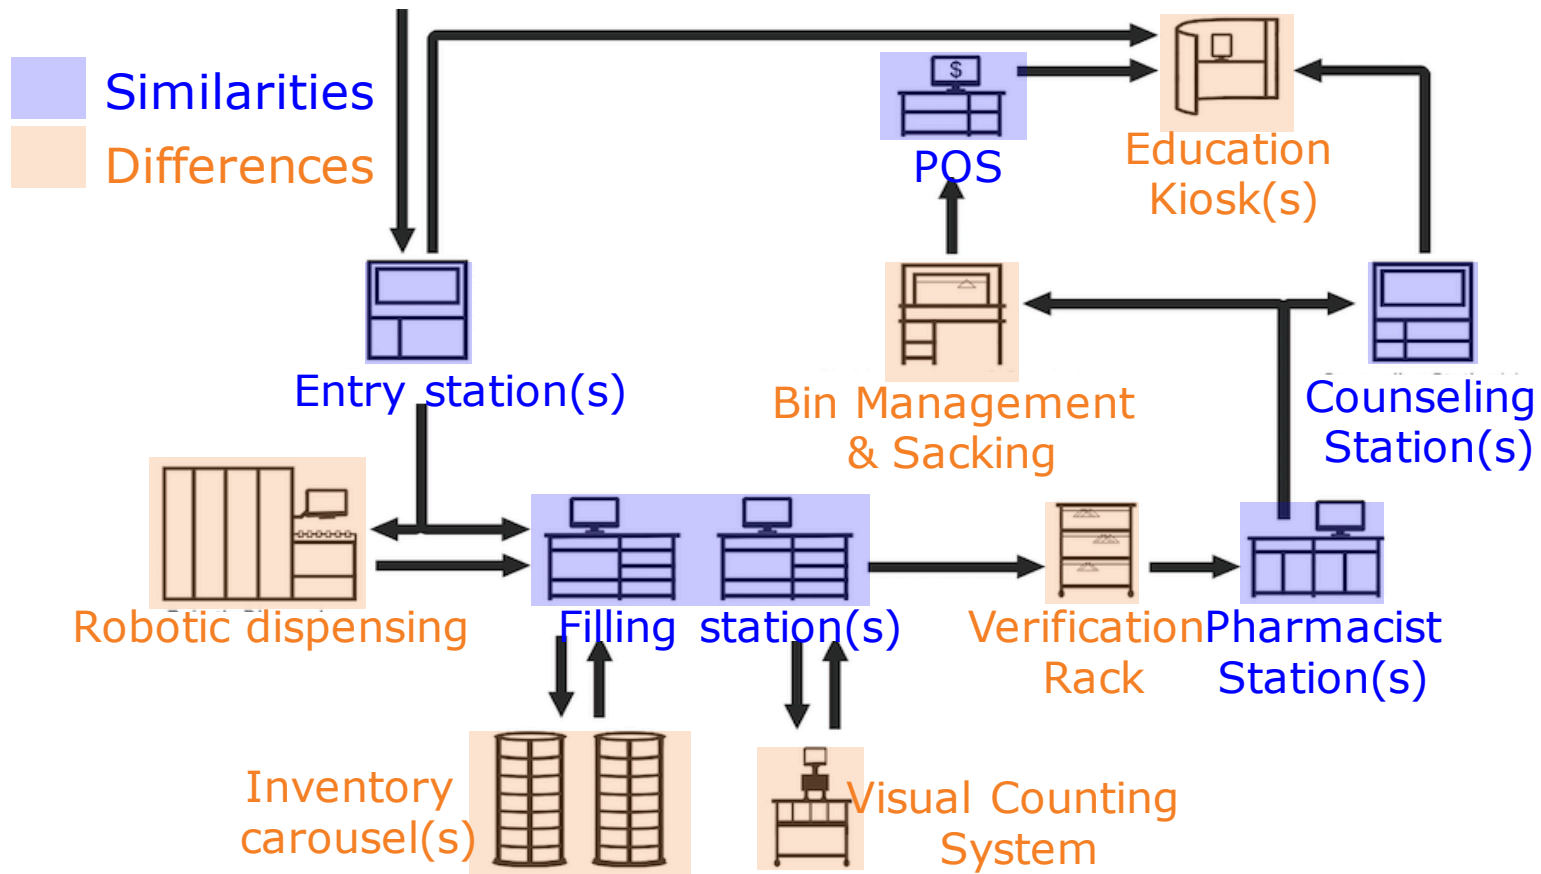 Similarities
Differences
$
POS
Education
Kiosk(s)
Entry station(s)
Bin Management
& Sacking
Counseling
Station(s)
Robotic dispensing
Filling station(s)
Verification
Rack
Pharmacist
Station(s)
Inventory
carousel(s)
Visual Counting
System